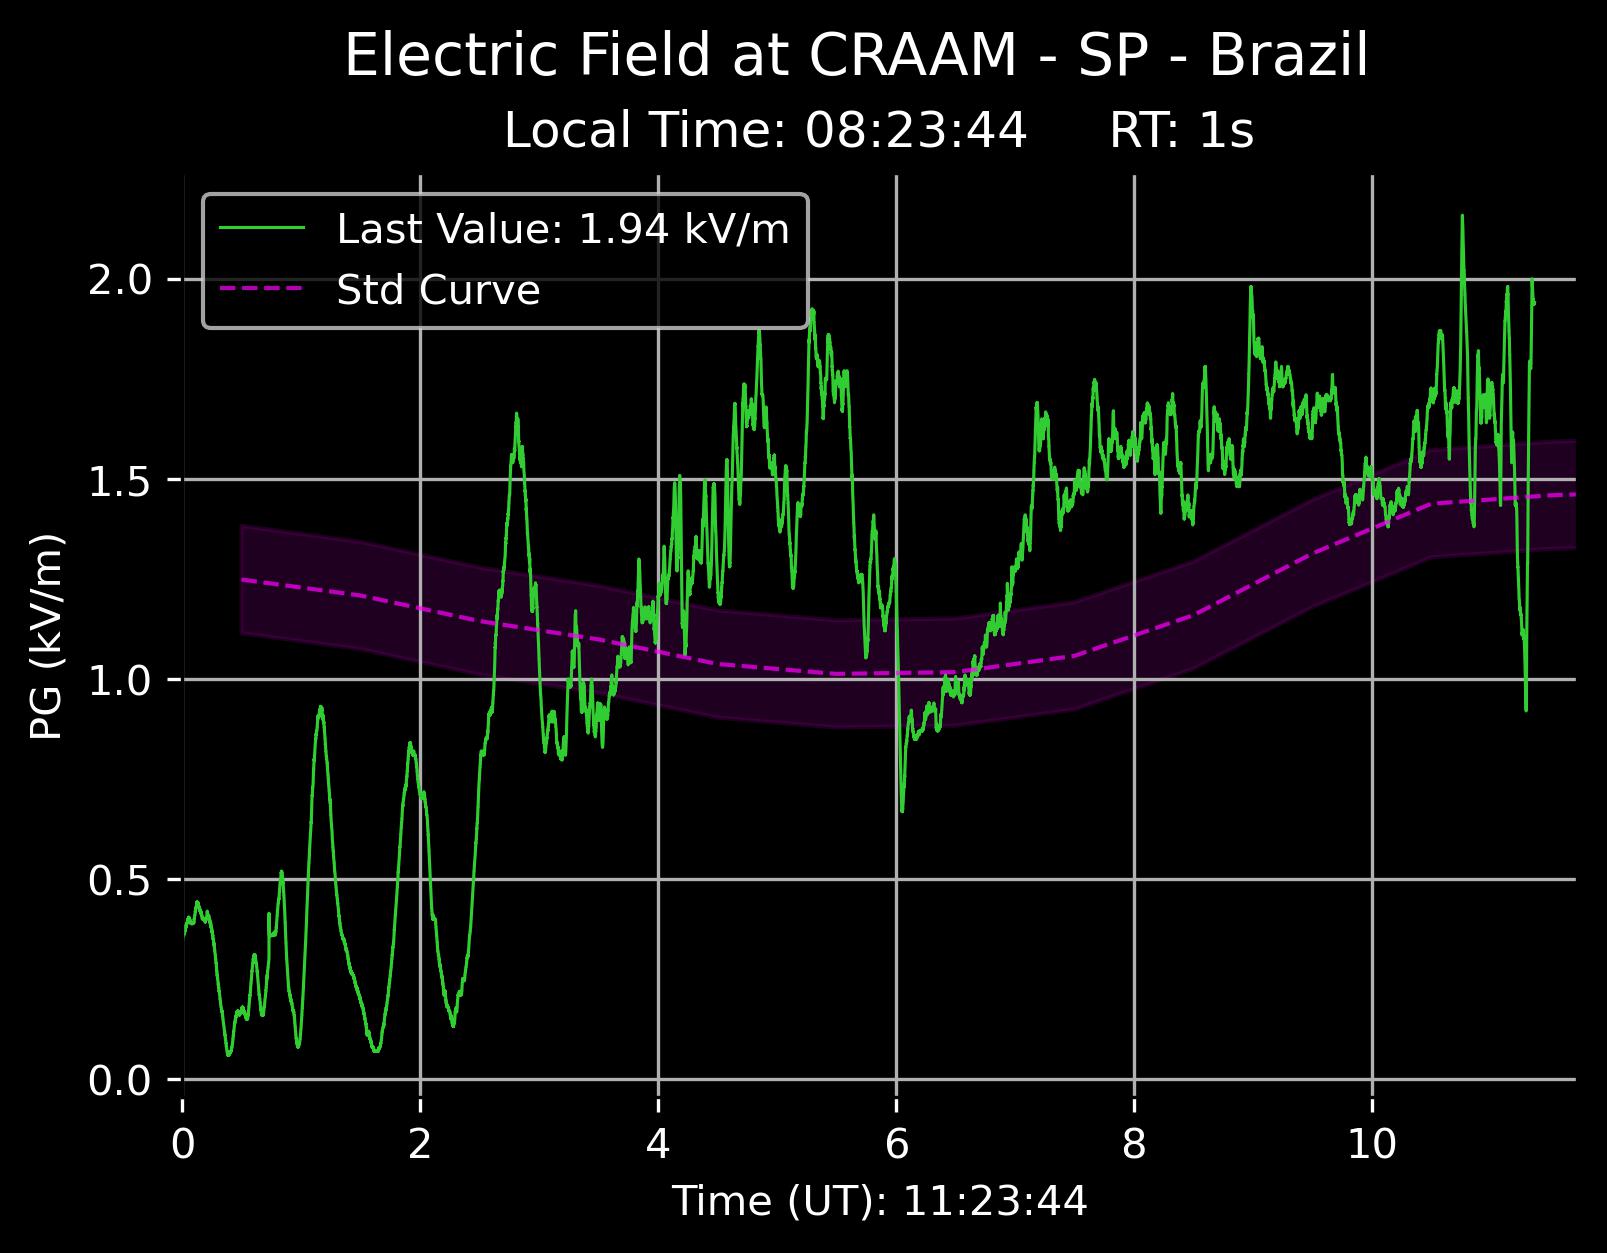 Electric Field at CRAAM - SP - Brazil
Local Time: 08:23:44 RT: 1s
Last Value: 1.94 kV/m
Std Curve
PG (kV/m)
2.0
1.5
1.0
0.5
0.0
0 2 4 6 8 10
Time (UT): 11:23:44